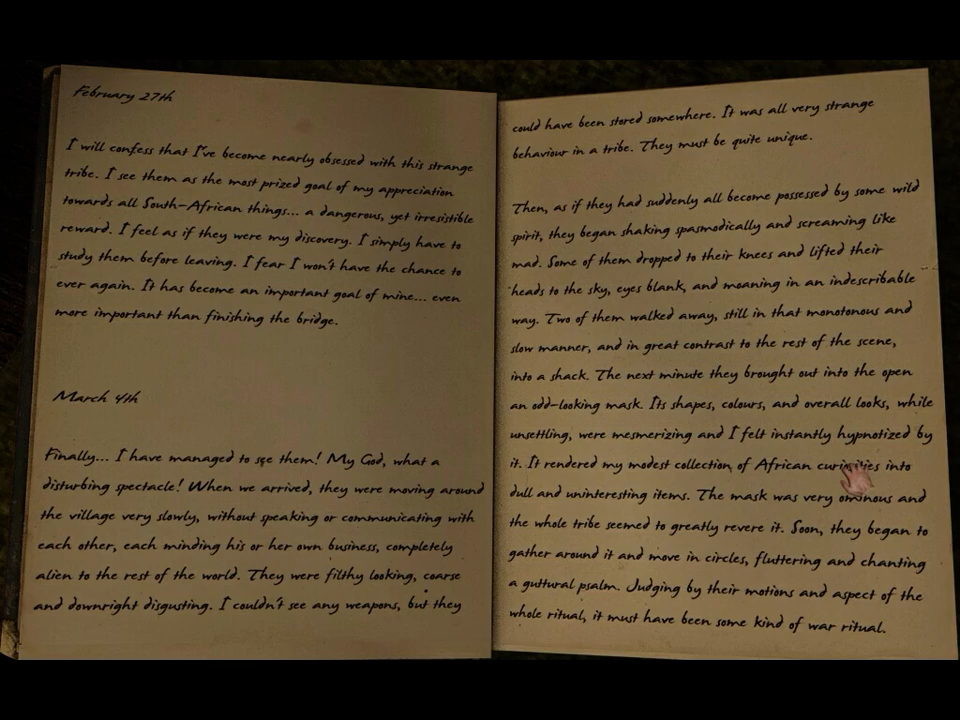 February 27th
I will confess that I've become nearly obsessed with this strange
tribe. I see them as the most prized goal of my appreciation
towards all South-African things... a dangerous, yet irresistible
reward. I feel as if they were my discovery. I simply have to
study them before leaving. I fear I won't have the chance to
ever again. It has become an important goal of mine... even
more important than finishing the bridge.
March 4th
Finally... I have managed to see them! My God, what a
disturbing spectacle! When we arrived, they were moving around
the village very slowly, without speaking or communicating with
each other, each minding his or her own business, completely
alien to the rest of the world. They were filthy looking, coarse
and downright disgusting. I couldn't see any weapons, but they
could have been stored somewhere. It was all very strange
behaviour in a tribe. They must be quite unique.
Then, as if they had suddenly all become possessed by some wild
spirit, they began shaking spasmodically and screaming like
mad. Some of them dropped to their knees and lifted their
heads to the sky, eyes blank, and moaning in an indescribable
way. Two of them walked away, still in that monotonous and
slow manner, and in great contrast to the rest of the scene,
into a shack. The next minute they brought out into the open
an odd-looking mask. Its shapes, colours, and overall looks, while
unsettling, were mesmerizing and I felt instantly hypnotized by
it. It rendered my modest collection of African curiosities into
dull and uninteresting items. The mask was very ominous and
the whole tribe seemed to greatly revere it. Soon, they began to
gather around it and move in circles, fluttering and chanting
a guttural psalm. Judging by their motions and aspect of the
whole ritual, it must have been some kind of war ritual.